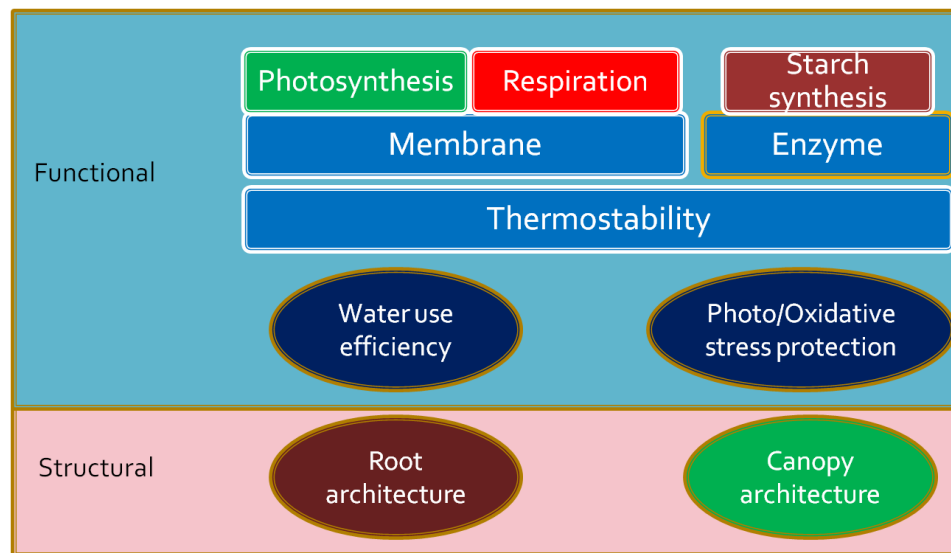 Photosynthesis
Respiration
Starch
synthesis
Membrane
Enzyme
Functional
Thermostability
Water use
efficiency
Photo/Oxidative
stress protection
Structural
Root
architecture
Canopy
architecture